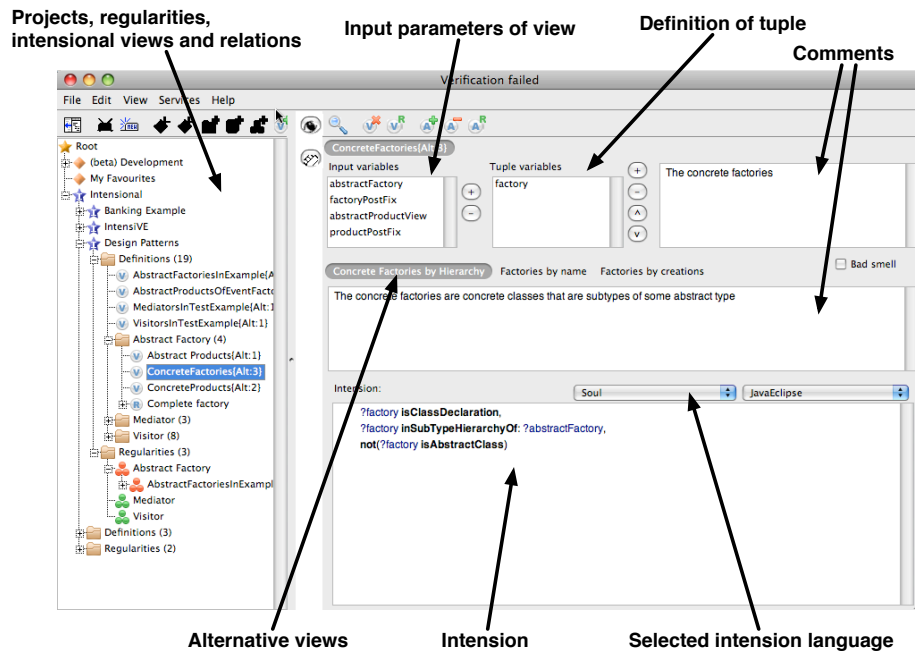 Projects, regularities,
intensional views and relations
Input parameters of view
Definition of tuple
Comments
Verification failed
File Edit View Services Help
Root
(beta) Development
My Favourites
Intensional
Banking Example
IntensiVE
Design Patterns
Definitions (19)
AbstractFactoriesInExample{A
AbstractProductsOfEventFacto
MediatorsInTestExample{Alt:1
VisitorsInTestExample{Alt:1}
Abstract Factory (4)
Abstract Products{Alt:1}
ConcreteFactories{Alt:3}
ConcreteProducts{Alt:2}
Complete factory
Mediator (3)
Visitor (8)
Regularities (3)
Abstract Factory
AbstractFactoriesInExampl
Mediator
Visitor
Definitions (3)
Regularities (2)
ConcreteFactories{Alt:3}
Input variables
abstractFactory
factoryPostFix
abstractProductView
productPostFix
Tuple variables
factory
The concrete factories
Concrete Factories by Hierarchy Factories by name Factories by creations
Bad smell
The concrete factories are concrete classes that are subtypes of some abstract type
Intension:
Soul
JavaEclipse
?factory isClassDeclaration,
?factory inSubTypeHierarchyOf: ?abstractFactory,
not(?factory isAbstractClass)
Alternative views
Intension
Selected intension language